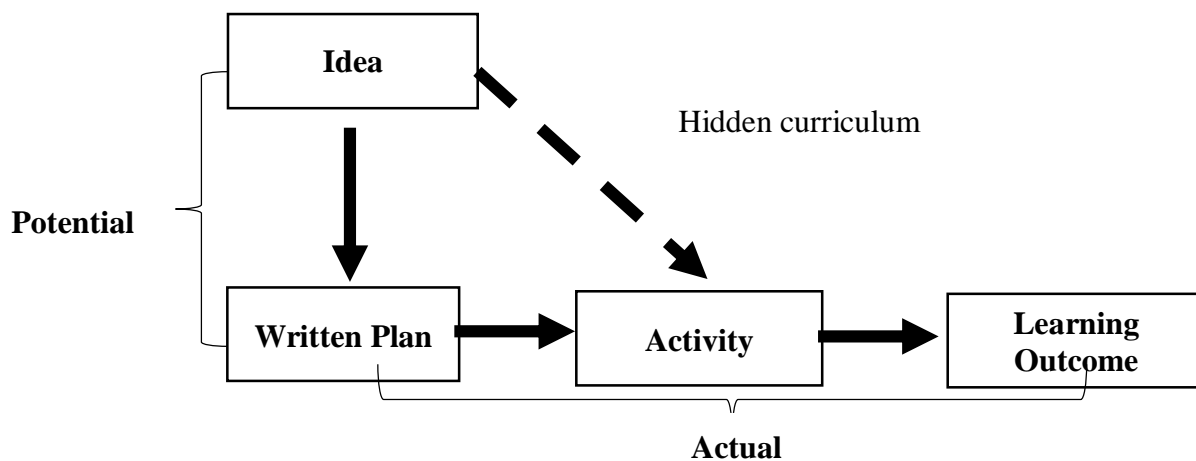 Idea
Hidden curriculum
Potential
Written Plan
Activity
Learning
Outcome
Actual